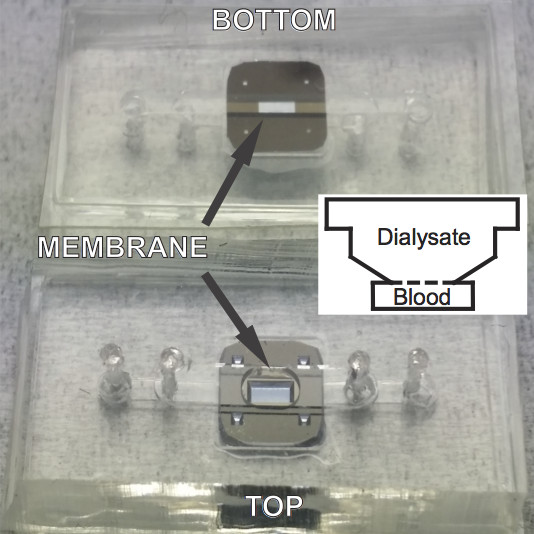 BOTTOM
MEMBRANE
Dialysate
Blood
TOP